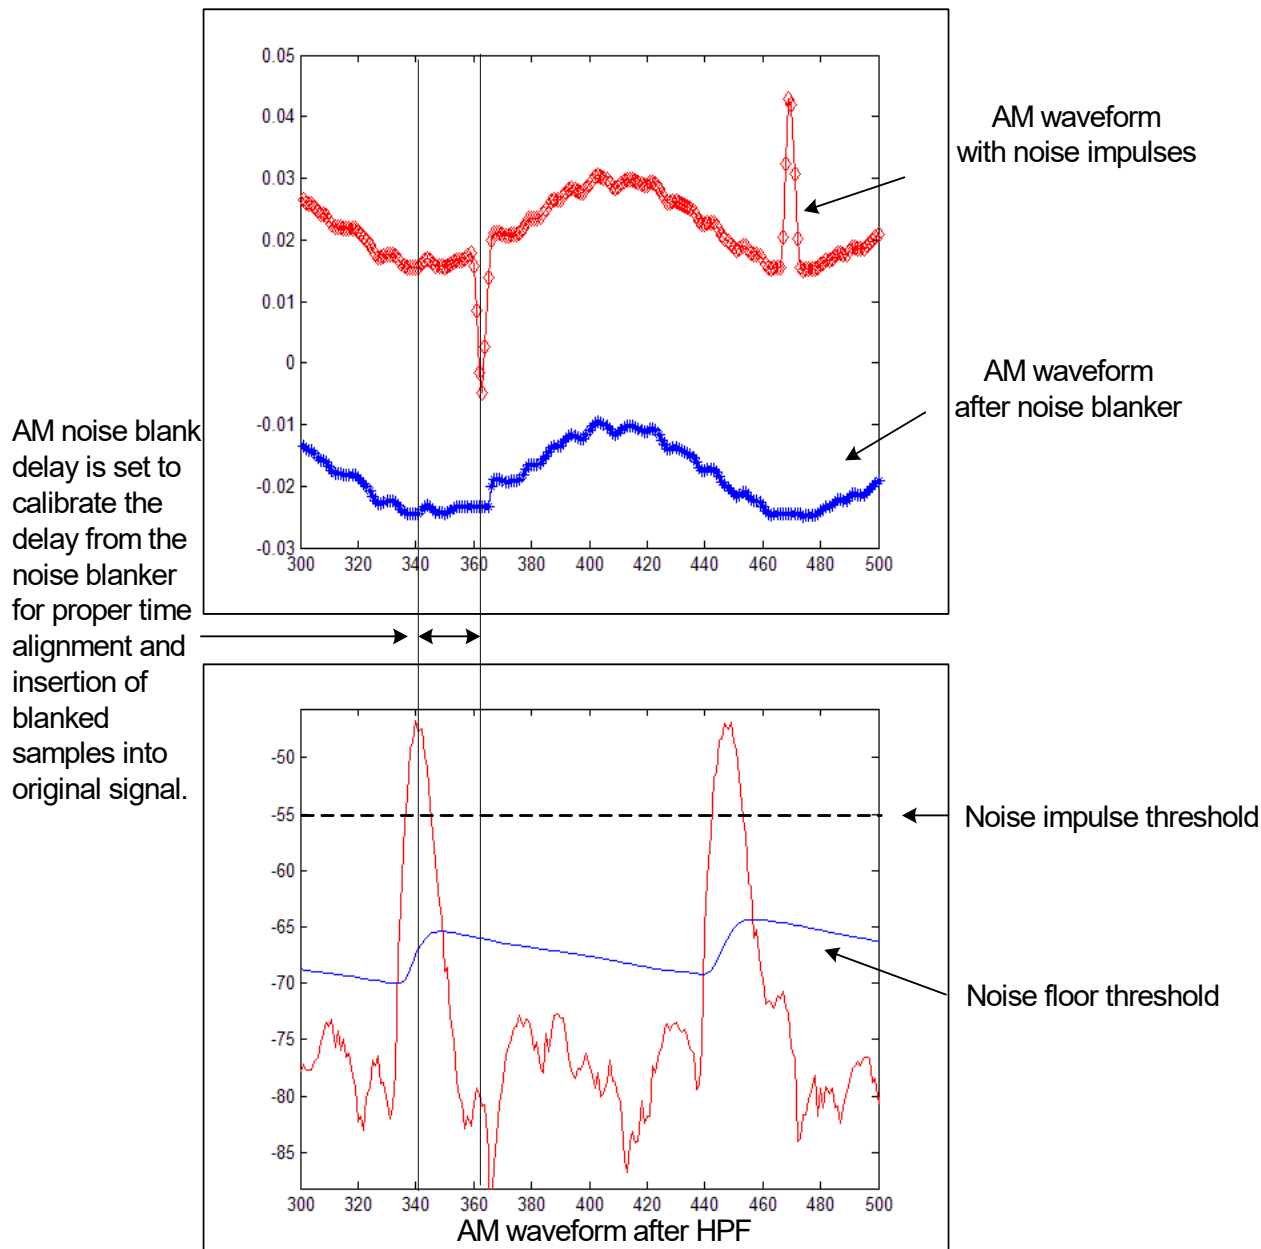 0.05
0.04
0.03
0.02
0.01
0
-0.01
-0.02
-0.03
300 320 340 360 380 400 420 440 460 480 500
AM waveform
with noise impulses
AM waveform
after noise blanker
AM noise blank
delay is set to
calibrate the
delay from the
noise blanker
for proper time
alignment and
insertion of
blanked
samples into
original signal.
-50
-55
-60
-65
-70
-75
-80
-85
300 320 340 360 380 400 420 440 460 480 500
AM waveform after HPF
Noise impulse threshold
Noise floor threshold